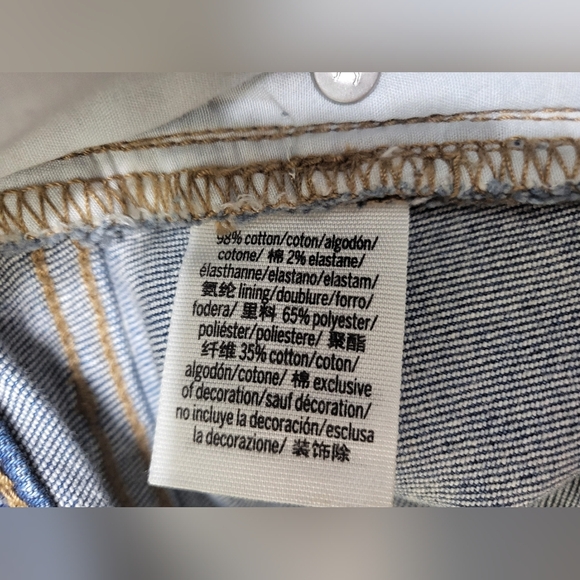 98% cotton/coton/algodón/
cotone/ 棉 2% elastane/
élasthanne/elastano/elastam/
氨纶 lining/doublure/forro/
fodera/ 里料 65% polyester/
poliéster/poliestere/ 聚酯
纤维 35% cotton/coton/
algodón/cotone/ 棉 exclusive
of decoration/sauf décoration/
no incluye la decoración/esclusa
la decorazione/ 装饰除